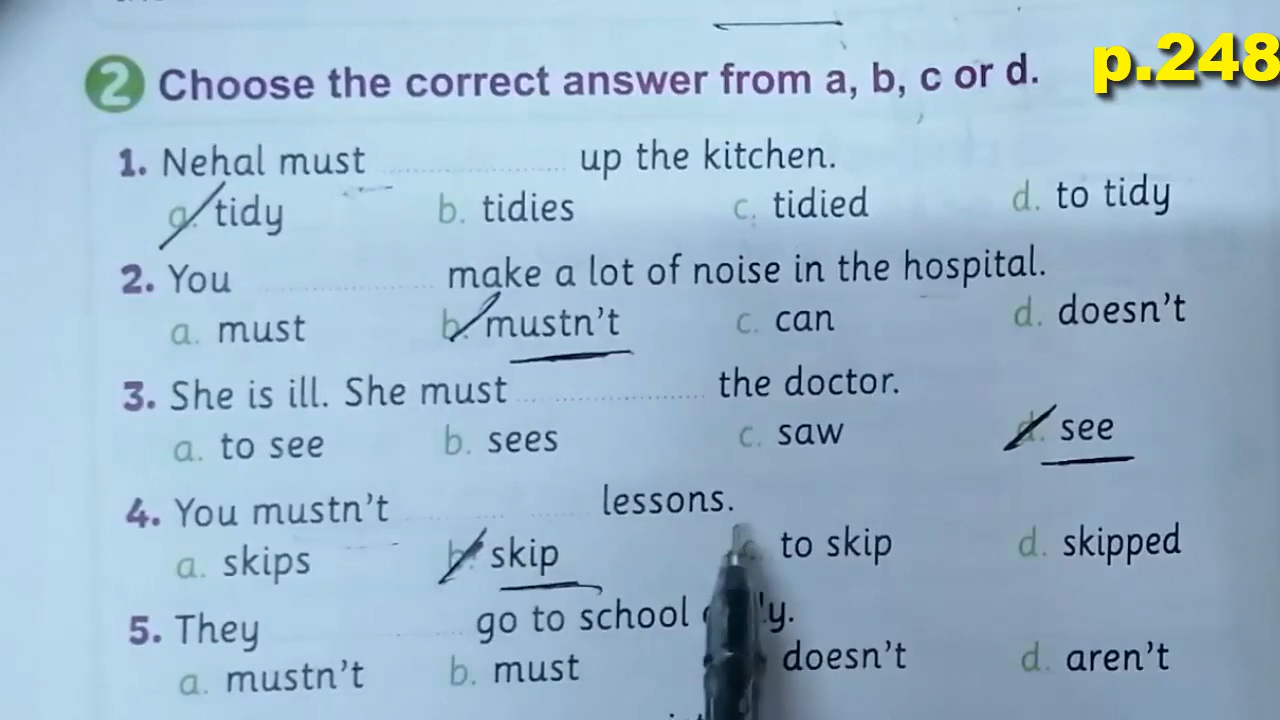 p.248
2 Choose the correct answer from a, b, c or d.
1. Nehal must ............ up the kitchen.
a. tidy b. tidies c. tidied d. to tidy
2. You ............ make a lot of noise in the hospital.
a. must b. mustn't c. can d. doesn't
3. She is ill. She must ............ the doctor.
a. to see b. sees c. saw d. see
4. You mustn't ............ lessons.
a. skips b. skip c. to skip d. skipped
5. They ............ go to school
a. mustn't b. must doesn't d. aren't